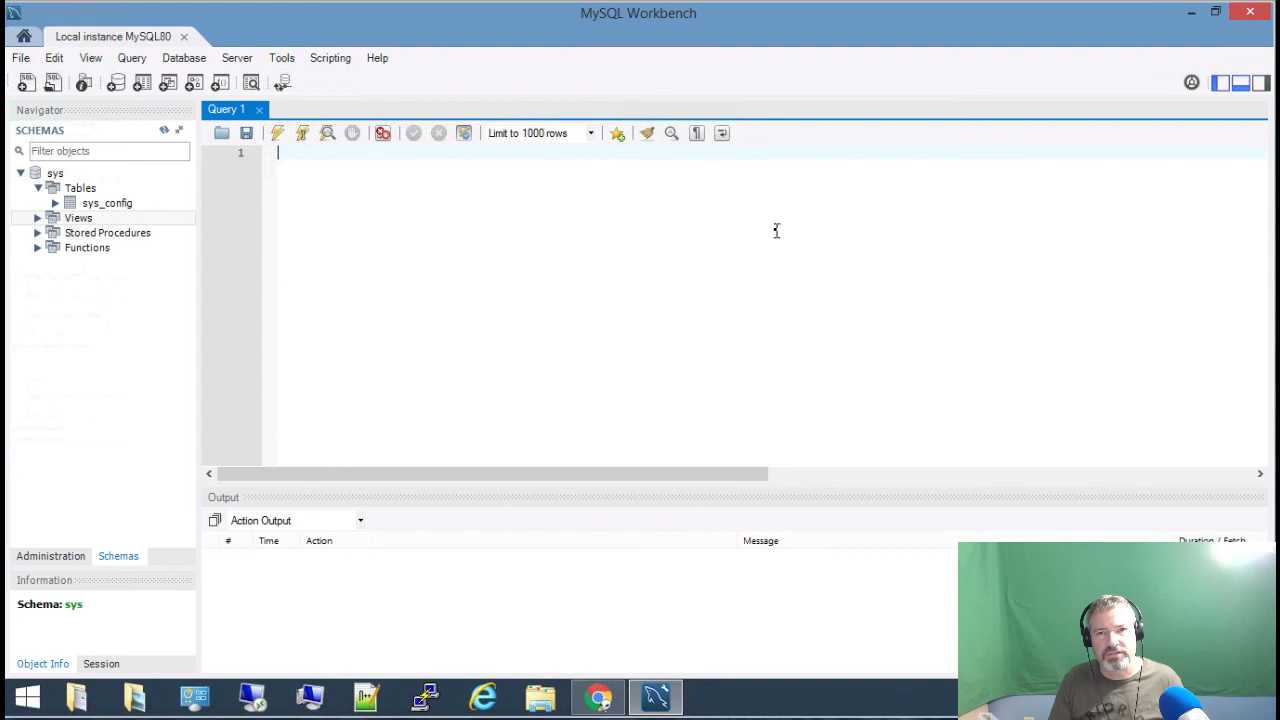 MySQL Workbench
Local instance MySQL80
File Edit View Query Database Server Tools Scripting Help
Navigator
SCHEMAS
Filter objects
sys
Tables
sys_config
Views
Stored Procedures
Functions
Administration Schemas
Information
Schema: sys
Object Info Session
Query 1
Limit to 1000 rows
1
Output
Action Output
# Time Action Message Duration / Fetch